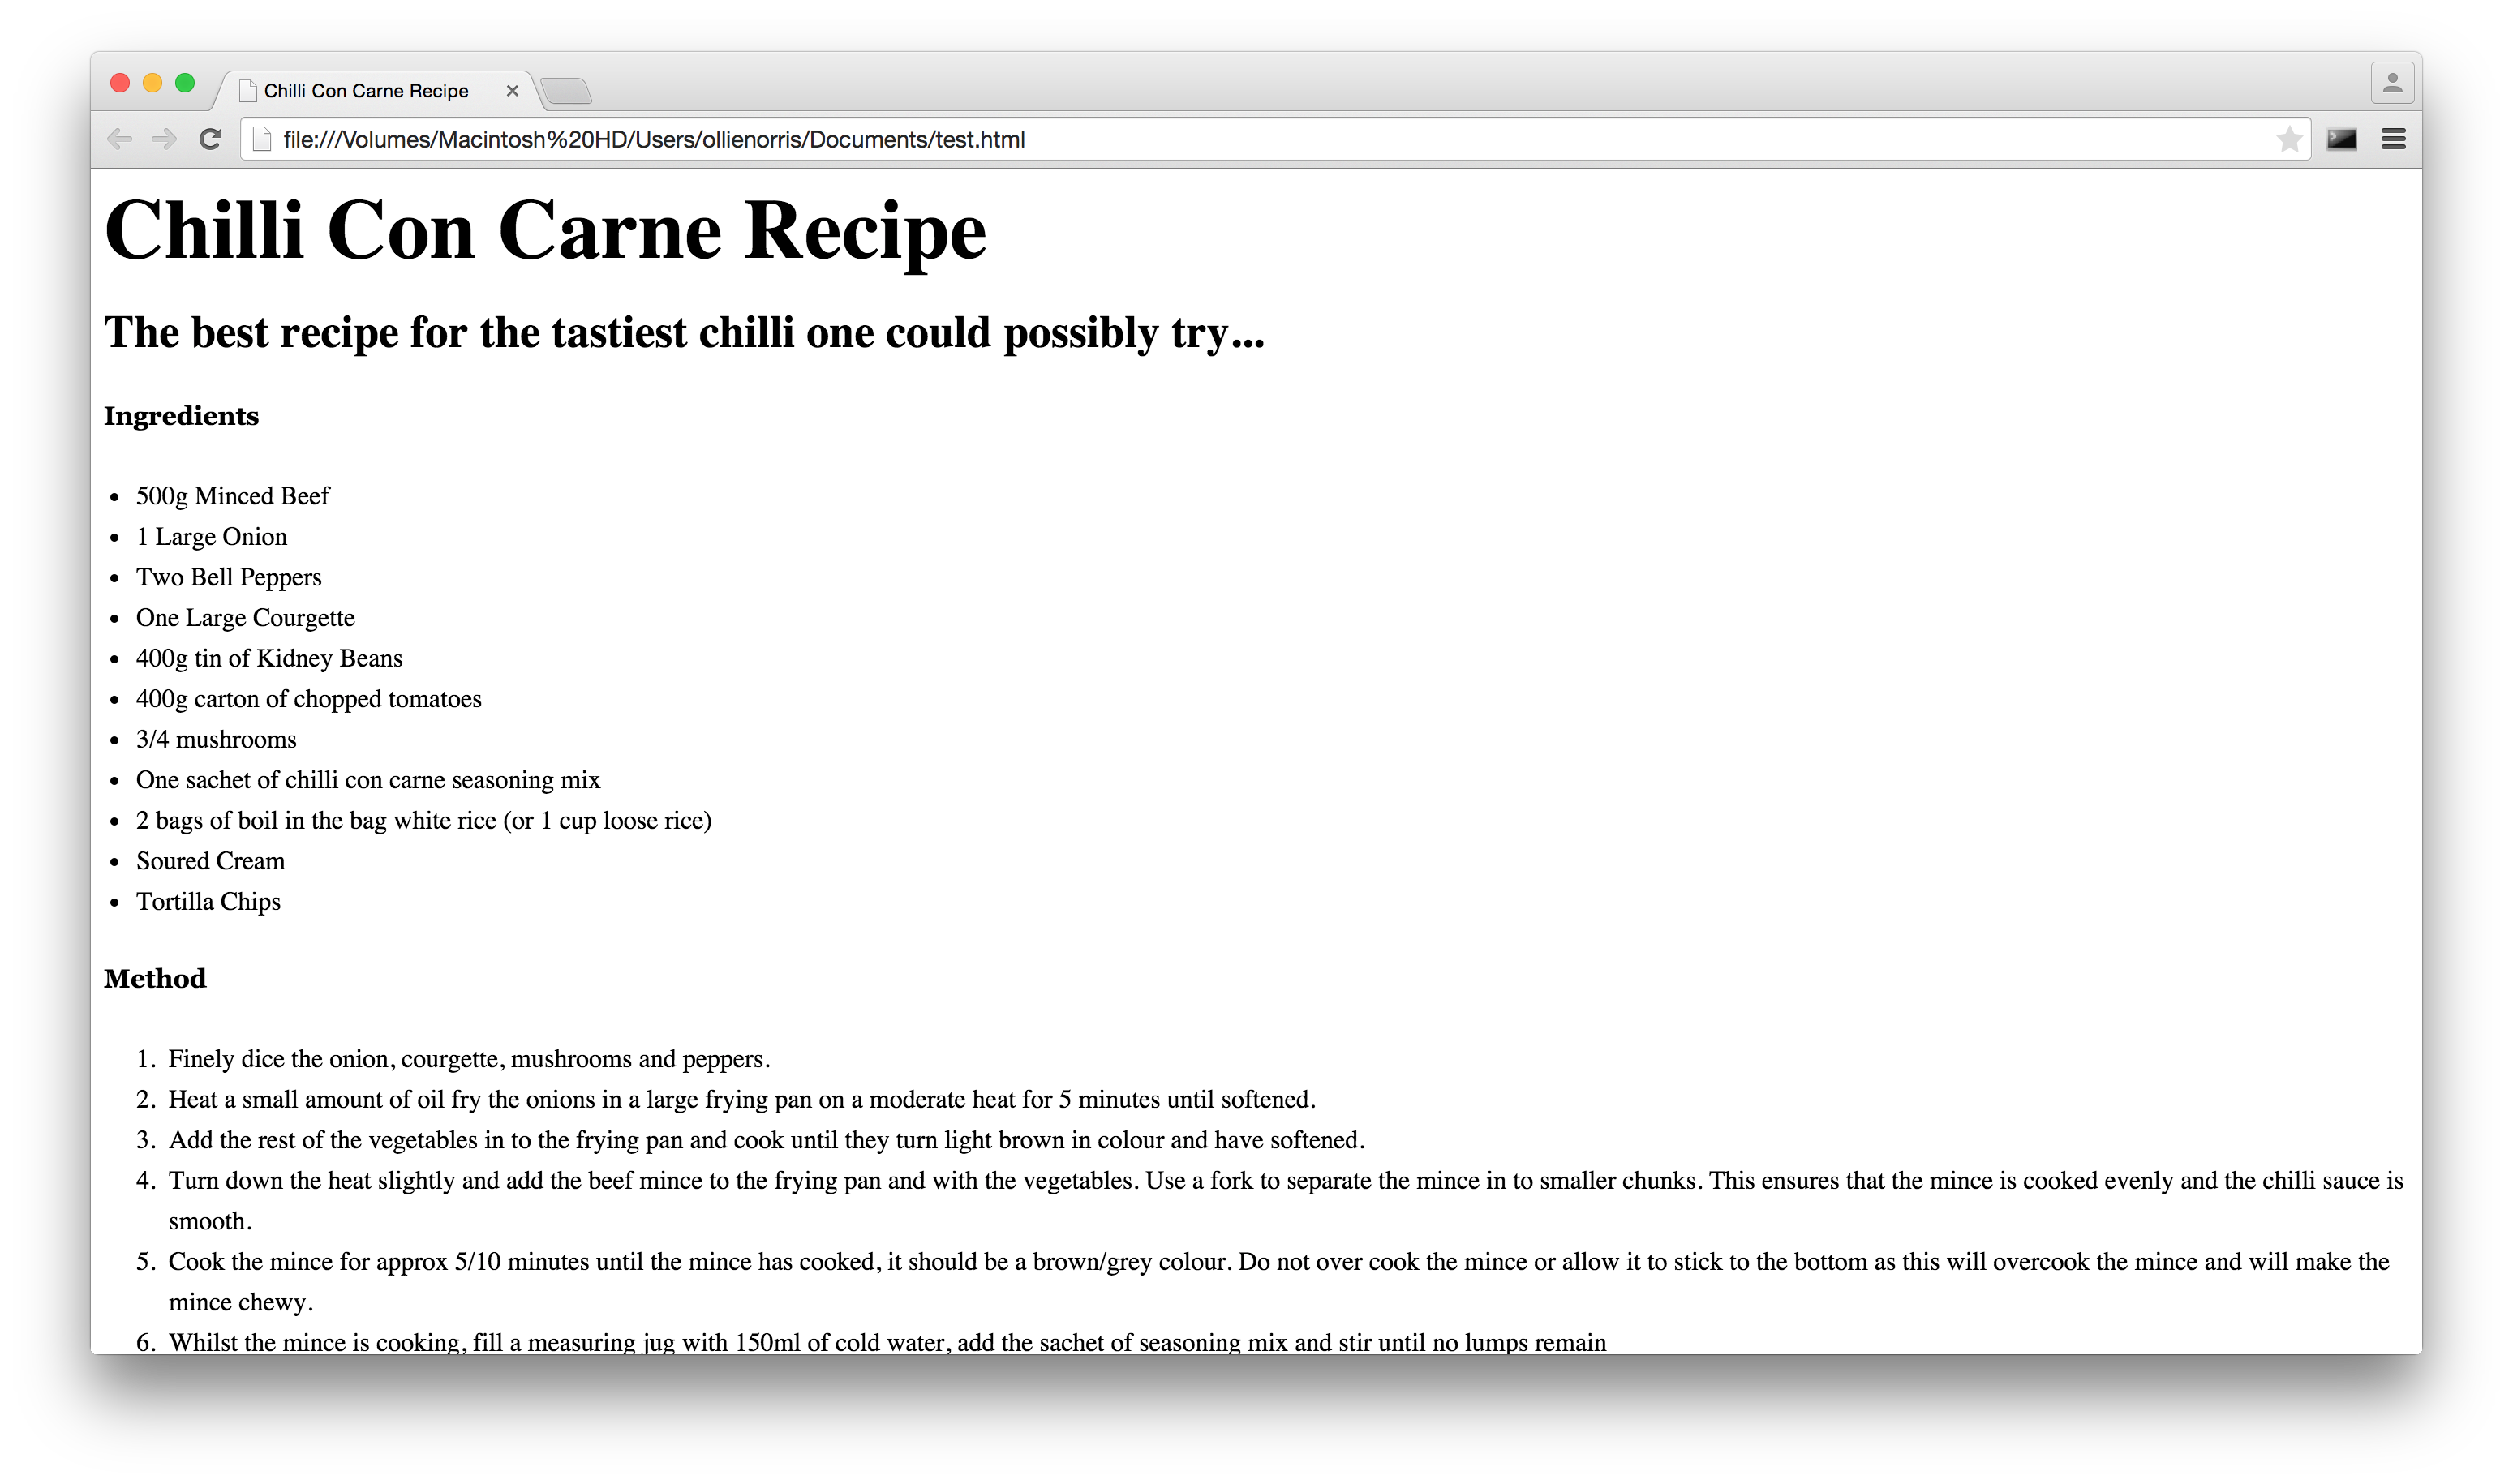 Chilli Con Carne Recipe
file:///Volumes/Macintosh%20HD/Users/ollienorris/Documents/test.html
Chilli Con Carne Recipe
The best recipe for the tastiest chilli one could possibly try...
Ingredients
• 500g Minced Beef
• 1 Large Onion
• Two Bell Peppers
• One Large Courgette
• 400g tin of Kidney Beans
• 400g carton of chopped tomatoes
• 3/4 mushrooms
• One sachet of chilli con carne seasoning mix
• 2 bags of boil in the bag white rice (or 1 cup loose rice)
• Soured Cream
• Tortilla Chips
Method
1. Finely dice the onion, courgette, mushrooms and peppers.
2. Heat a small amount of oil fry the onions in a large frying pan on a moderate heat for 5 minutes until softened.
3. Add the rest of the vegetables in to the frying pan and cook until they turn light brown in colour and have softened.
4. Turn down the heat slightly and add the beef mince to the frying pan and with the vegetables. Use a fork to separate the mince in to smaller chunks. This ensures that the mince is cooked evenly and the chilli sauce is
smooth.
5. Cook the mince for approx 5/10 minutes until the mince has cooked, it should be a brown/grey colour. Do not over cook the mince or allow it to stick to the bottom as this will overcook the mince and will make the
mince chewy.
6. Whilst the mince is cooking, fill a measuring jug with 150ml of cold water, add the sachet of seasoning mix and stir until no lumps remain